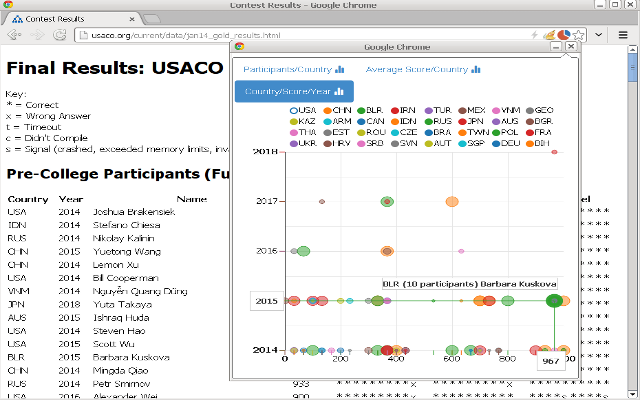 Contest Results - Google Chrome
Contest Results
usaco.org/current/data/jan14_gold_results.html
Final Results: USACO
Key:
* = Correct
x = Wrong Answer
t = Timeout
c = Didn't Compile
s = Signal (crashed, exceeded memory limits, inv
Pre-College Participants (Fu
Country Year Name
USA 2014 Joshua Brakensiek
IDN 2014 Stefano Chiesa
RUS 2014 Nikolay Kalinin
CHN 2015 Yuetong Wang
CHN 2014 Lemon Xu
USA 2014 Bill Cooperman
VNM 2014 Nguyễn Quang Dũng
JPN 2018 Yuta Takaya
AUS 2015 Ishraq Huda
USA 2014 Steven Hao
USA 2015 Scott Wu
BLR 2015 Barbara Kuskova
CHN 2014 Mingda Qiao
RUS 2014 Petr Smirnov 933
USA 2016 Alexander Wei 900
Google Chrome
Participants/Country
Average Score/Country
Country/Score/Year
USA CHN BLR IRN TUR MEX VNM GEO
KAZ ARM CAN IDN RUS JPN AUS BGR
THA EST ROU CZE BRA TWN POL FRA
UKR HRV SRB SVN AUT SGP DEU BIH
2018
2017
2016
BLR (10 participants) Barbara Kuskova
2015
2014
0 200 400 600 800
967